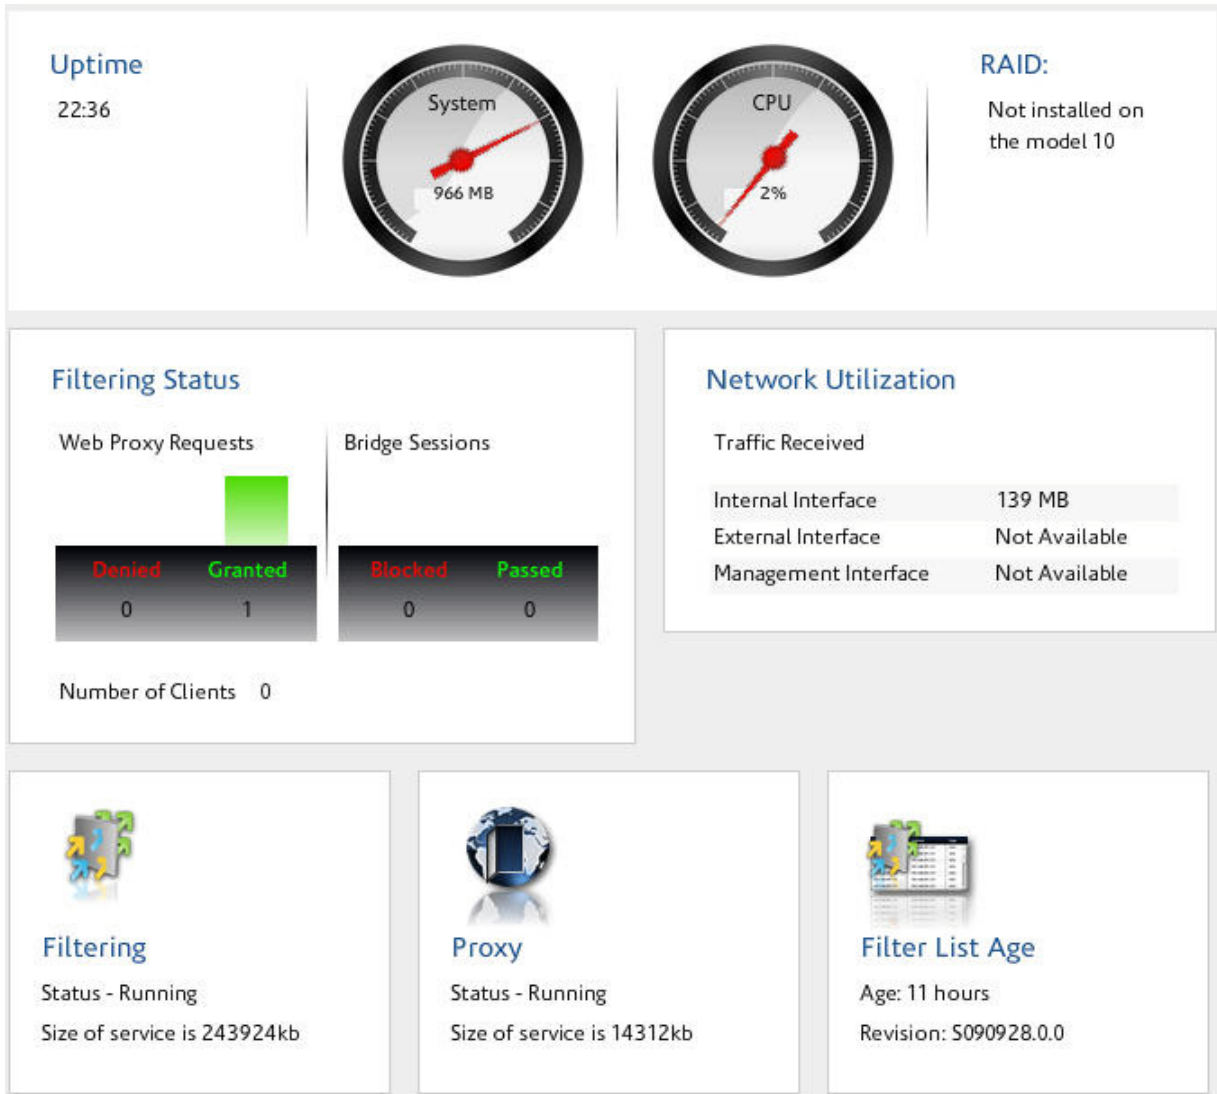 Uptime
22:36
System
966 MB
CPU
2%
RAID:
Not installed on
the model 10
Filtering Status
Web Proxy Requests
Denied Granted
0 1
Bridge Sessions
Blocked Passed
0 0
Number of Clients 0
Network Utilization
Traffic Received
Internal Interface 139 MB
External Interface Not Available
Management Interface Not Available
Filtering
Status - Running
Size of service is 243924kb
Proxy
Status - Running
Size of service is 14312kb
Filter List Age
Age: 11 hours
Revision: S090928.0.0